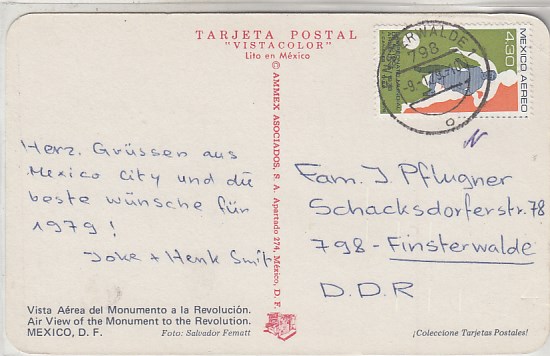 TARJETA POSTAL
"VISTACOLOR"
Lito en México
Herz. Grüssen aus
Mexico City und die
beste wünsche für
1979!
Joke + Henk Smit
Vista Aérea del Monumento a la Revolución.
Air View of the Monument to the Revolution.
MEXICO, D. F.
Foto: Salvador Fematt
© AMMEX ASOCIADOS, S. A. Apartado 274, México, D. F.
MEXICO AEREO
4.30
RWALDE
798
Fam. J Pflugner
Schacksdorferstr. 78
798 - Finsterwalde
D.D.R
¡Coleccione Tarjetas Postales!